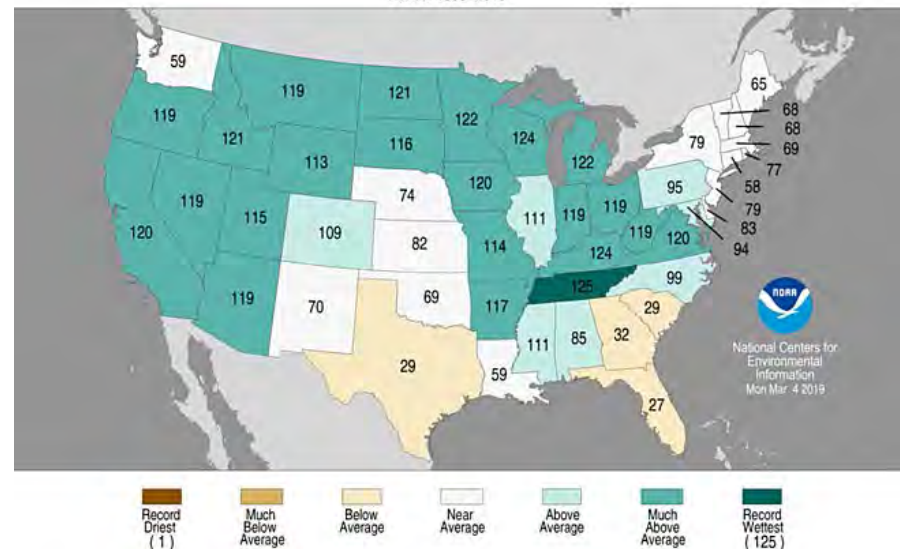 59
119
121
119
121
116
113
122
124
122
65
68
68
69
77
58
79
79
83
94
95
120
119
115
109
74
82
120
114
111
119
119
119
120
124
119
70
69
117
125
99
29
59
111
85
32
29
27
NOAA
National Centers for
Environmental
Information
Mon Mar 4 2019
Record
Driest
(1)
Much
Below
Average
Below
Average
Near
Average
Above
Average
Much
Above
Average
Record
Wettest
(125)